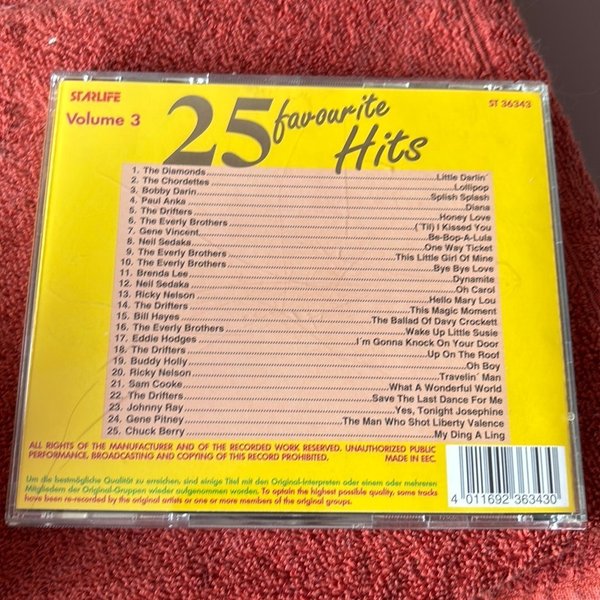 STARLIFE
Volume 3
25 favourite Hits
ST 36343
1. The Diamonds Little Darlin´
2. The Chordettes Lollipop
3. Bobby Darin Splish Splash
4. Paul Anka Diana
5. The Drifters Honey Love
6. The Everly Brothers (´Til) I Kissed You
7. Gene Vincent Be-Bop-A-Lula
8. Neil Sedaka One Way Ticket
9. The Everly Brothers This Little Girl Of Mine
10. The Everly Brothers Bye Bye Love
11. Brenda Lee Dynamite
12. Neil Sedaka Oh Carol
13. Ricky Nelson Hello Mary Lou
14. The Drifters This Magic Moment
15. Bill Hayes The Ballad Of Davy Crockett
16. The Everly Brothers Wake Up Little Susie
17. Eddie Hodges I´m Gonna Knock On Your Door
18. The Drifters Up On The Roof
19. Buddy Holly Oh Boy
20. Ricky Nelson Travelin´ Man
21. Sam Cooke What A Wonderful World
22. The Drifters Save The Last Dance For Me
23. Johnny Ray Yes, Tonight Josephine
24. Gene Pitney The Man Who Shot Liberty Valence
25. Chuck Berry My Ding A Ling
ALL RIGHTS OF THE MANUFACTURER AND OF THE RECORDED WORK RESERVED. UNAUTHORIZED PUBLIC
PERFORMANCE, BROADCASTING AND COPYING OF THIS RECORD PROHIBITED. MADE IN EEC.
Um die bestmögliche Qualität zu erreichen, sind einige Titel mit den Original-Interpreten oder einem oder mehreren
Mitgliedern der Original-Gruppen wieder aufgenommen worden. To optain the highest possible quality, some tracks
have been re-recorded by the original artists or one or more members of the original groups.
4 011692 363430